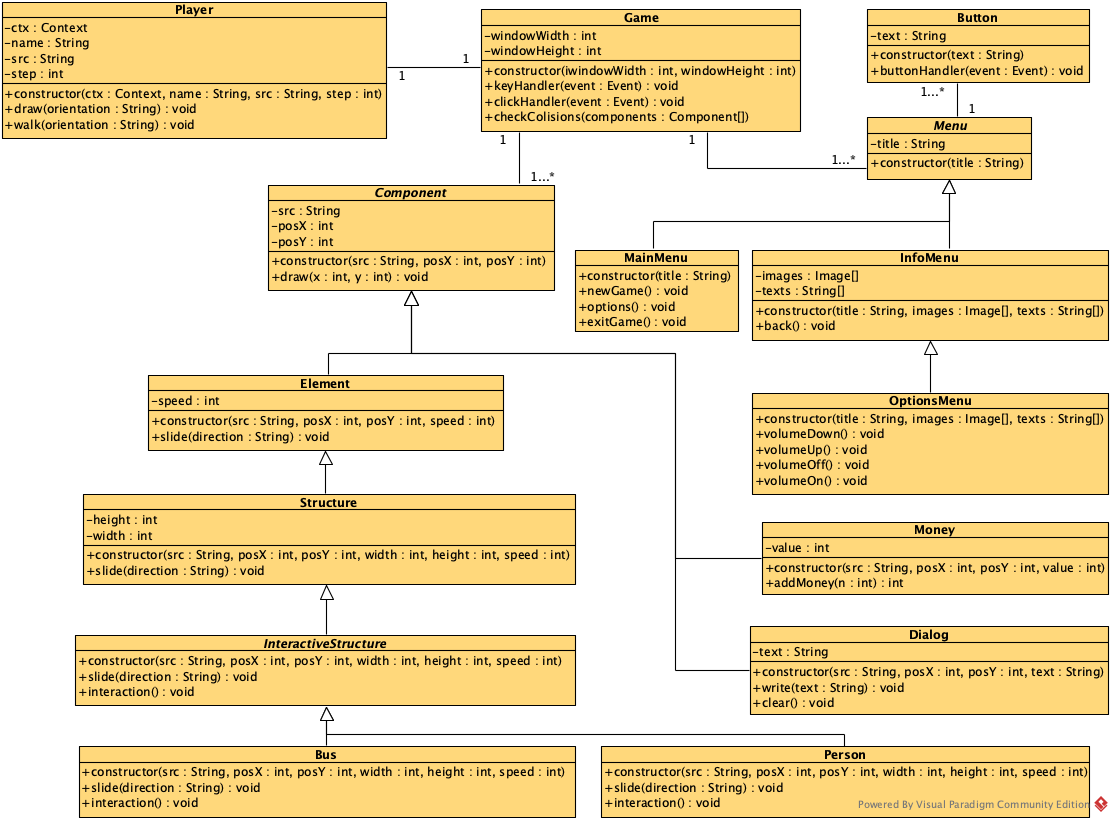 Player
-ctx : Context
-name : String
-src : String
-step : int
+constructor(ctx : Context, name : String, src : String, step : int)
+draw(orientation : String) : void
+walk(orientation : String) : void
1
1
Game
-windowWidth : int
-windowHeight : int
+constructor(iwindowWidth : int, windowHeight : int)
+keyHandler(event : Event) : void
+clickHandler(event : Event) : void
+checkColisions(components : Component[])
Button
-text : String
+constructor(text : String)
+buttonHandler(event : Event) : void
1...*
1
Menu
-title : String
+constructor(title : String)
1
1...*
1
1...*
Component
-src : String
-posX : int
-posY : int
+constructor(src : String, posX : int, posY : int)
+draw(x : int, y : int) : void
MainMenu
+constructor(title : String)
+newGame() : void
+options() : void
+exitGame() : void
InfoMenu
-images : Image[]
-texts : String[]
+constructor(title : String, images : Image[], texts : String[])
+back() : void
Element
-speed : int
+constructor(src : String, posX : int, posY : int, speed : int)
+slide(direction : String) : void
OptionsMenu
+constructor(title : String, images : Image[], texts : String[])
+volumeDown() : void
+volumeUp() : void
+volumeOff() : void
+volumeOn() : void
Structure
-height : int
-width : int
+constructor(src : String, posX : int, posY : int, width : int, height : int, speed : int)
+slide(direction : String) : void
Money
-value : int
+constructor(src : String, posX : int, posY : int, value : int)
+addMoney(n : int) : int
InteractiveStructure
+constructor(src : String, posX : int, posY : int, width : int, height : int, speed : int)
+slide(direction : String) : void
+interaction() : void
Dialog
-text : String
+constructor(src : String, posX : int, posY : int, text : String)
+write(text : String) : void
+clear() : void
Bus
+constructor(src : String, posX : int, posY : int, width : int, height : int, speed : int)
+slide(direction : String) : void
+interaction() : void
Person
+constructor(src : String, posX : int, posY : int, width : int, height : int, speed : int)
+slide(direction : String) : void
+interaction() : void
Powered By Visual Paradigm Community Edition